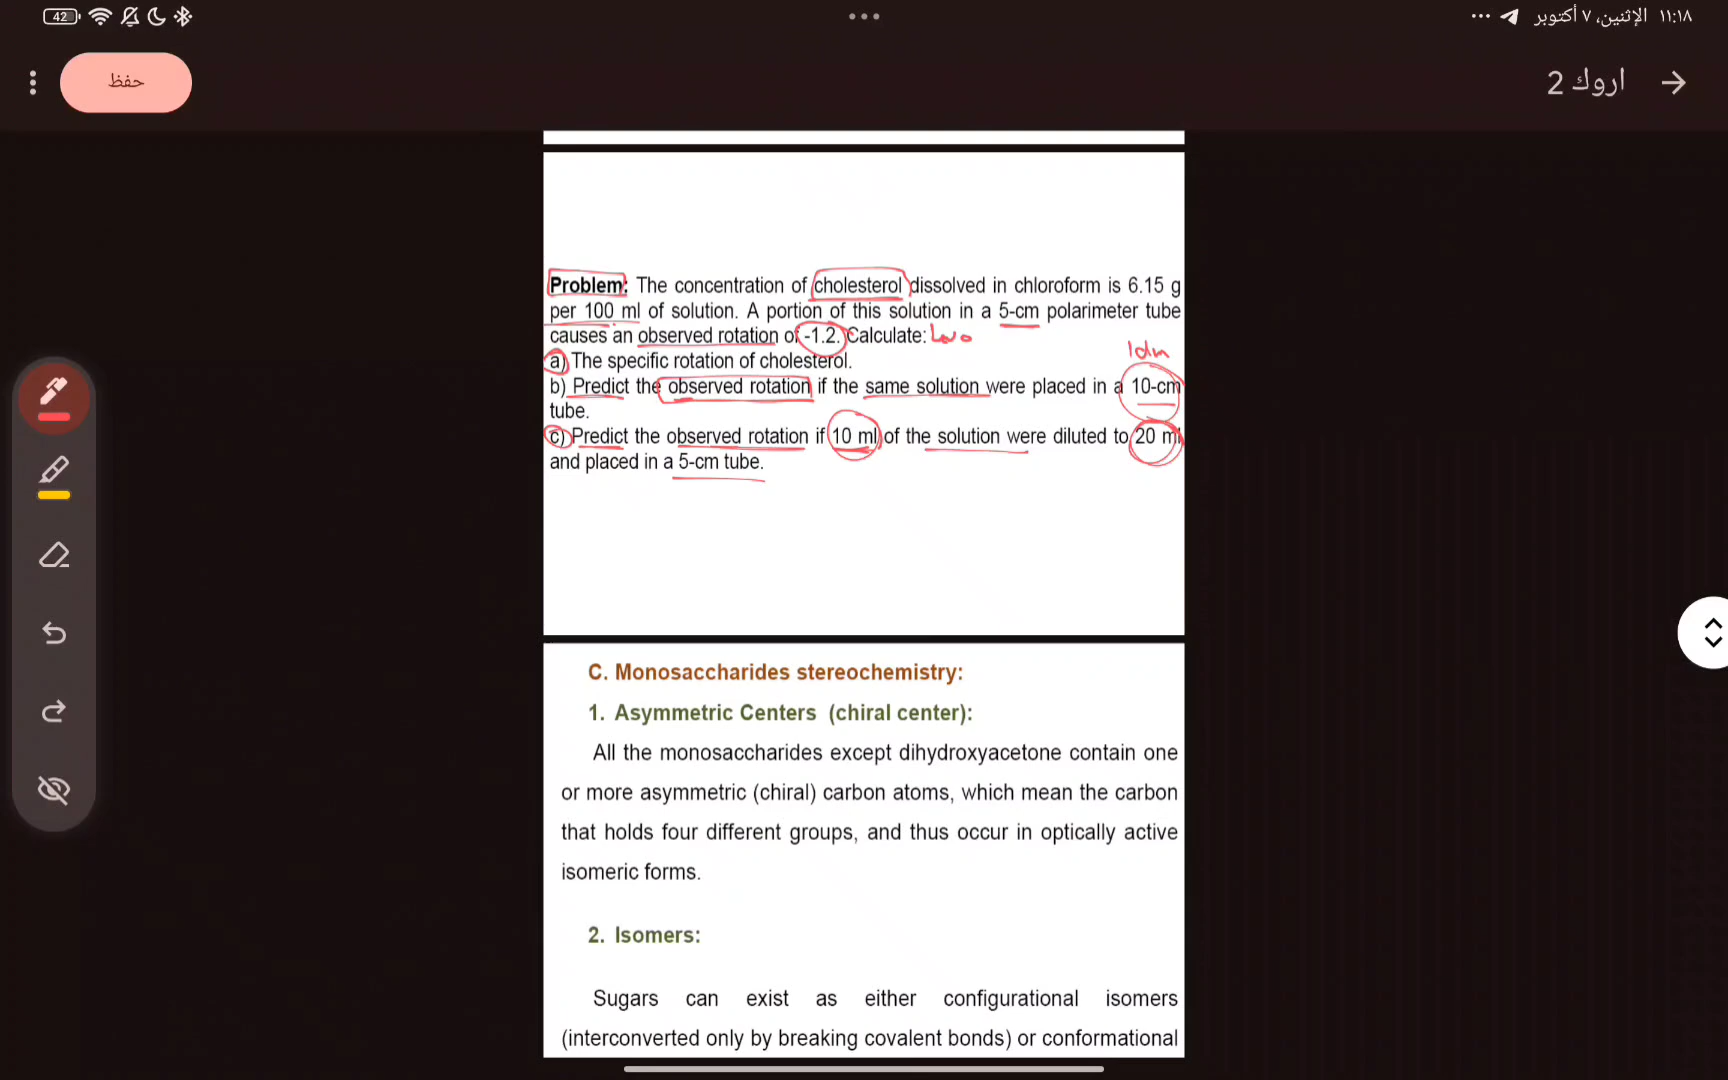 42
الإثنين، ٧ أكتوبر ١١:١٨
حفظ
اروك 2
Problem: The concentration of cholesterol dissolved in chloroform is 6.15 g
per 100 ml of solution. A portion of this solution in a 5-cm polarimeter tube
causes an observed rotation of -1.2. Calculate: Levo
1dm
a) The specific rotation of cholesterol.
b) Predict the observed rotation if the same solution were placed in a 10-cm
tube.
c) Predict the observed rotation if 10 ml of the solution were diluted to 20 ml
and placed in a 5-cm tube.
C. Monosaccharides stereochemistry:
1. Asymmetric Centers (chiral center):
All the monosaccharides except dihydroxyacetone contain one
or more asymmetric (chiral) carbon atoms, which mean the carbon
that holds four different groups, and thus occur in optically active
isomeric forms.
2. Isomers:
Sugars can exist as either configurational isomers
(interconverted only by breaking covalent bonds) or conformational